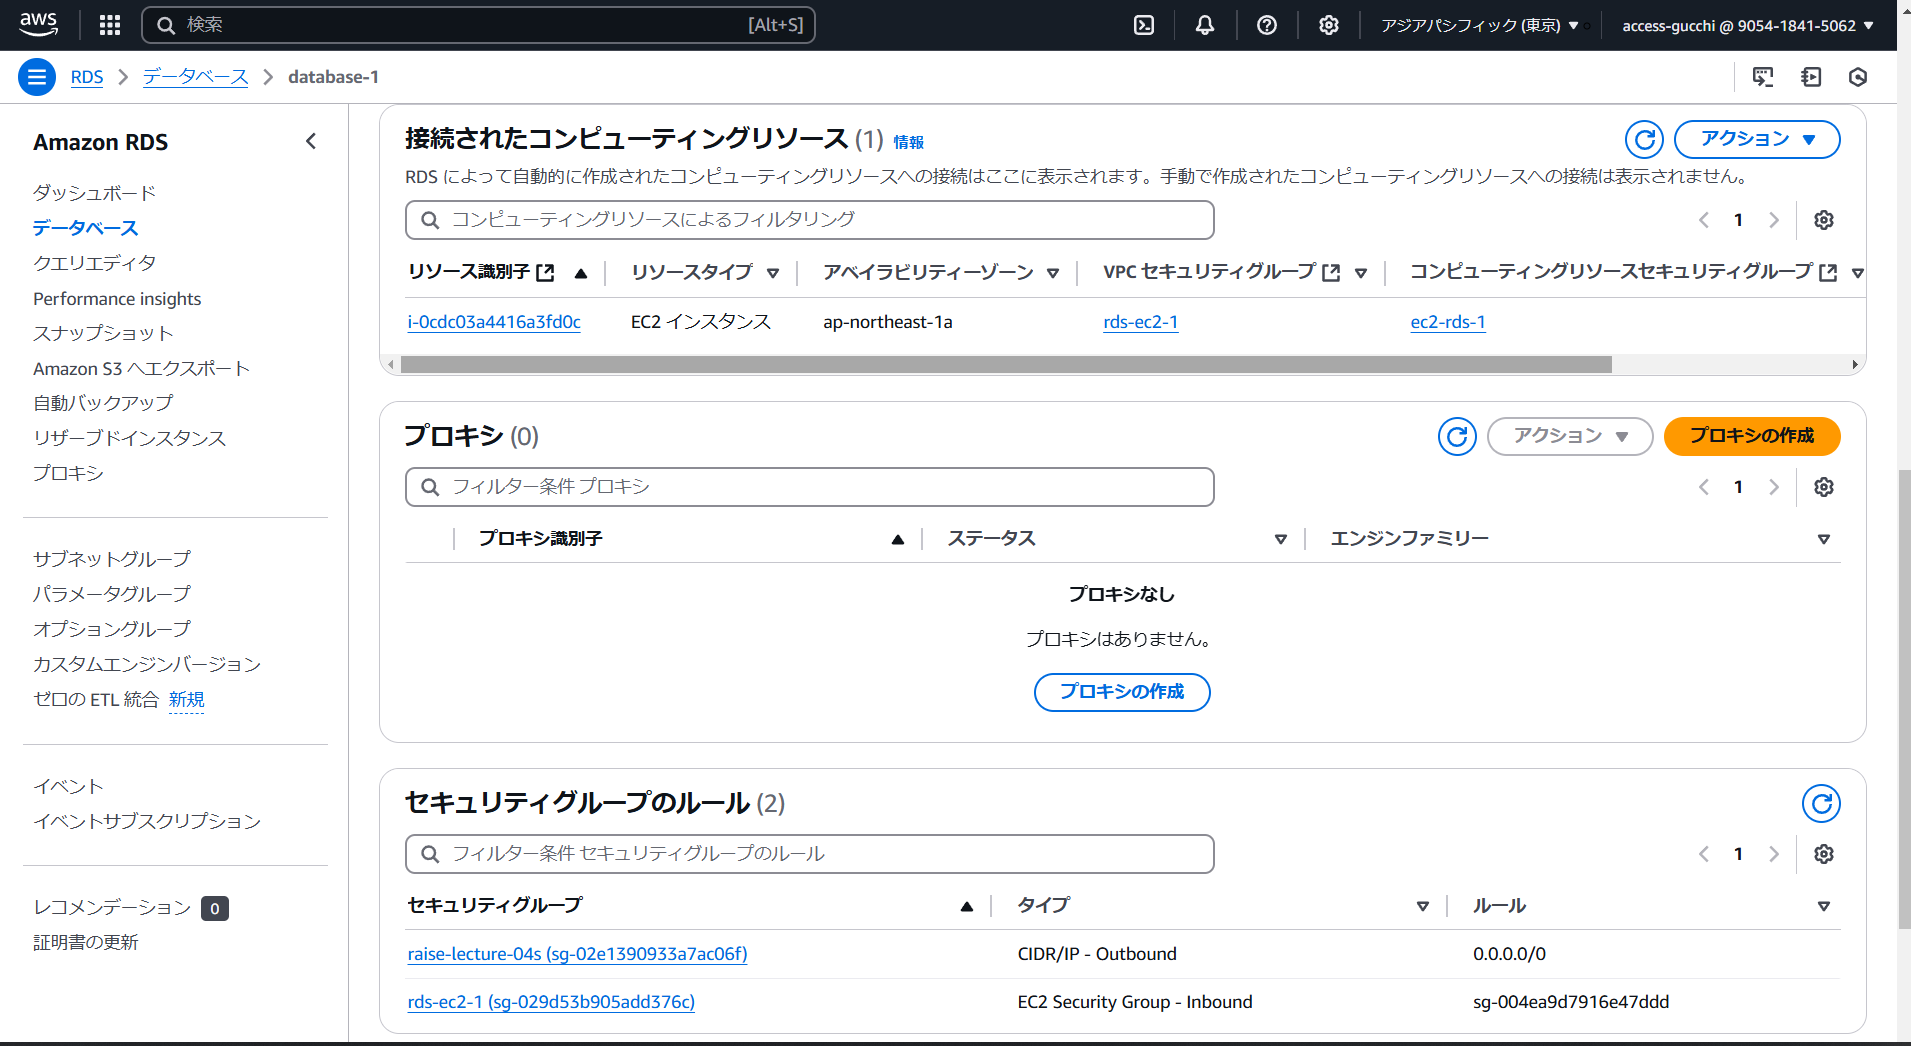 aws
検索
[Alt+S]
アジアパシフィック (東京) ▼
access-gucchi @ 9054-1841-5062 ▼
RDS > データベース > database-1
Amazon RDS
ダッシュボード
データベース
クエリエディタ
Performance insights
スナップショット
Amazon S3 へエクスポート
自動バックアップ
リザーブドインスタンス
プロキシ
サブネットグループ
パラメータグループ
オプショングループ
カスタムエンジンバージョン
ゼロの ETL 統合 新規
イベント
イベントサブスクリプション
レコメンデーション 0
証明書の更新
接続されたコンピューティングリソース (1) 情報
アクション ▼
RDS によって自動的に作成されたコンピューティングリソースへの接続はここに表示されます。手動で作成されたコンピューティングリソースへの接続は表示されません。
コンピューティングリソースによるフィルタリング
1
リソース識別子 リソースタイプ アベイラビリティーゾーン VPC セキュリティグループ コンピューティングリソースセキュリティグループ
i-0cdc03a4416a3fd0c EC2 インスタンス ap-northeast-1a rds-ec2-1 ec2-rds-1
プロキシ (0)
アクション ▼
プロキシの作成
フィルター条件 プロキシ
1
プロキシ識別子 ステータス エンジンファミリー
プロキシなし
プロキシはありません。
プロキシの作成
セキュリティグループのルール (2)
フィルター条件 セキュリティグループのルール
1
セキュリティグループ タイプ ルール
raise-lecture-04s (sg-02e1390933a7ac06f) CIDR/IP - Outbound 0.0.0.0/0
rds-ec2-1 (sg-029d53b905add376c) EC2 Security Group - Inbound sg-004ea9d7916e47ddd